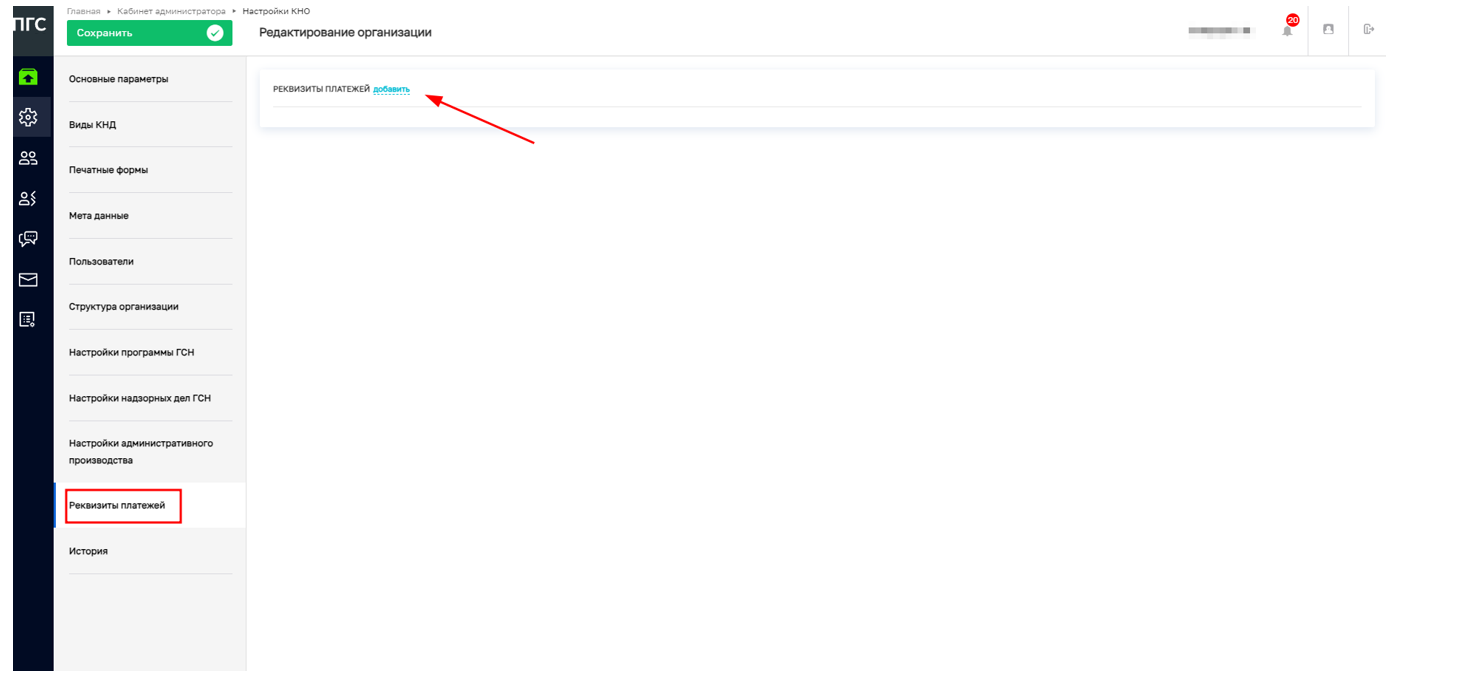 ПГС
Главная ▸ Кабинет администратора ▸ Настройки КНО
Сохранить
Редактирование организации
20
Основные параметры
Виды КНД
Печатные формы
Мета данные
Пользователи
Структура организации
Настройки программы ГСН
Настройки надзорных дел ГСН
Настройки административного
производства
Реквизиты платежей
История
РЕКВИЗИТЫ ПЛАТЕЖЕЙ добавить